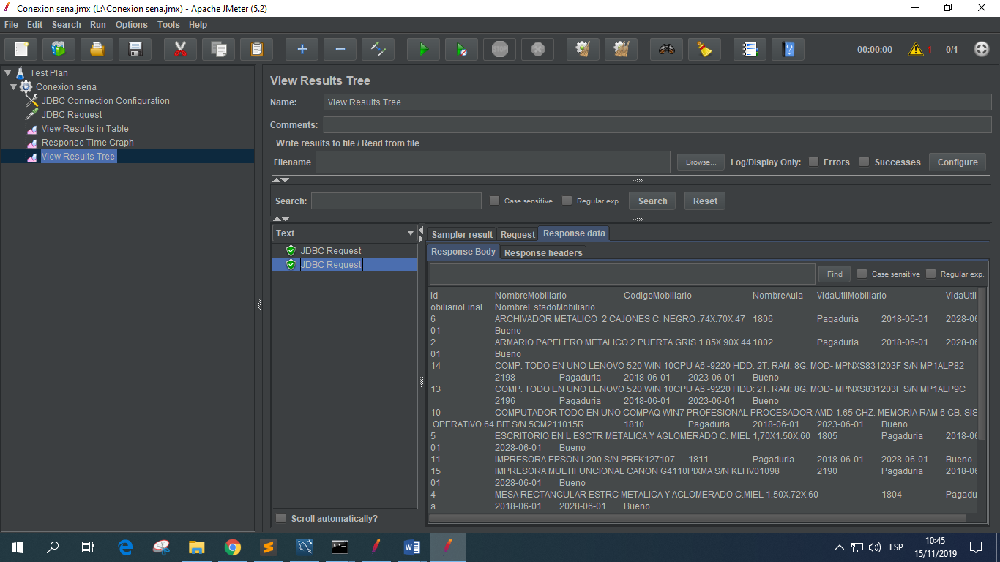 Conexion sena.jmx (L:\Conexion sena.jmx) - Apache JMeter (5.2)
File Edit Search Run Options Tools Help
STOP
00:00:00 1 0/1
Test Plan
Conexion sena
JDBC Connection Configuration
JDBC Request
View Results in Table
Response Time Graph
View Results Tree
View Results Tree
Name: View Results Tree
Comments:
Write results to file / Read from file
Filename Browse... Log/Display Only: Errors Successes Configure
Search: Case sensitive Regular exp. Search Reset
Text
JDBC Request
JDBC Request
Scroll automatically?
Sampler result Request Response data
Response Body Response headers
Find Case sensitive Regular exp.
id NombreMobiliario CodigoMobiliario NombreAula VidaUtilMobiliario VidaUtil
obiliarioFinal NombreEstadoMobiliario
6 ARCHIVADOR METALICO 2 CAJONES C. NEGRO .74X.70X.47 1806 Pagaduria 2018-06-01 2028-06
01 Bueno
2 ARMARIO PAPELERO METALICO 2 PUERTA GRIS 1.85X.90X.44 1802 Pagaduria 2018-06-01 2028-06
01 Bueno
14 COMP. TODO EN UNO LENOVO 520 WIN 10CPU A6 -9220 HDD: 2T. RAM: 8G. MOD- MPNXS831203F S/N MP1ALP82
2198 Pagaduria 2018-06-01 2023-06-01 Bueno
13 COMP. TODO EN UNO LENOVO 520 WIN 10CPU A6 -9220 HDD: 2T. RAM: 8G. MOD- MPNXS831203F S/N MP1ALP9C
2196 Pagaduria 2018-06-01 2023-06-01 Bueno
10 COMPUTADOR TODO EN UNO COMPAQ WIN7 PROFESIONAL PROCESADOR AMD 1.65 GHZ. MEMORIA RAM 6 GB. SIS
OPERATIVO 64 BIT S/N 5CM211015R 1810 Pagaduria 2018-06-01 2023-06-01 Bueno
5 ESCRITORIO EN L ESCTR METALICA Y AGLOMERADO C. MIEL 1,70X1.50X,60 1805 Pagaduria 2018-06
01 2028-06-01 Bueno
11 IMPRESORA EPSON L200 S/N PRFK127107 1811 Pagaduria 2018-06-01 2028-06-01 Bueno
15 IMPRESORA MULTIFUNCIONAL CANON G4110PIXMA S/N KLHV01098 2190 Pagaduria 2018-06
01 2028-06-01 Bueno
4 MESA RECTANGULAR ESTRC METALICA Y AGLOMERADO C.MIEL 1.50X.72X.60 1804 Pagadu
a 2018-06-01 2028-06-01 Bueno
ESP 10:45
15/11/2019